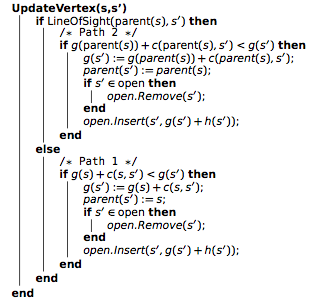 UpdateVertex(s,s’)
if LineOfSight(parent(s), s’) then
/* Path 2 */
if g(parent(s)) + c(parent(s), s’) < g(s’) then
g(s’) := g(parent(s)) + c(parent(s), s’);
parent(s’) := parent(s);
if s’ ∈ open then
open.Remove(s’);
end
open.Insert(s’, g(s’) + h(s’));
end
else
/* Path 1 */
if g(s) + c(s, s’) < g(s’) then
g(s’) := g(s) + c(s, s’);
parent(s’) := s;
if s’ ∈ open then
open.Remove(s’);
end
open.Insert(s’, g(s’) + h(s’));
end
end
end